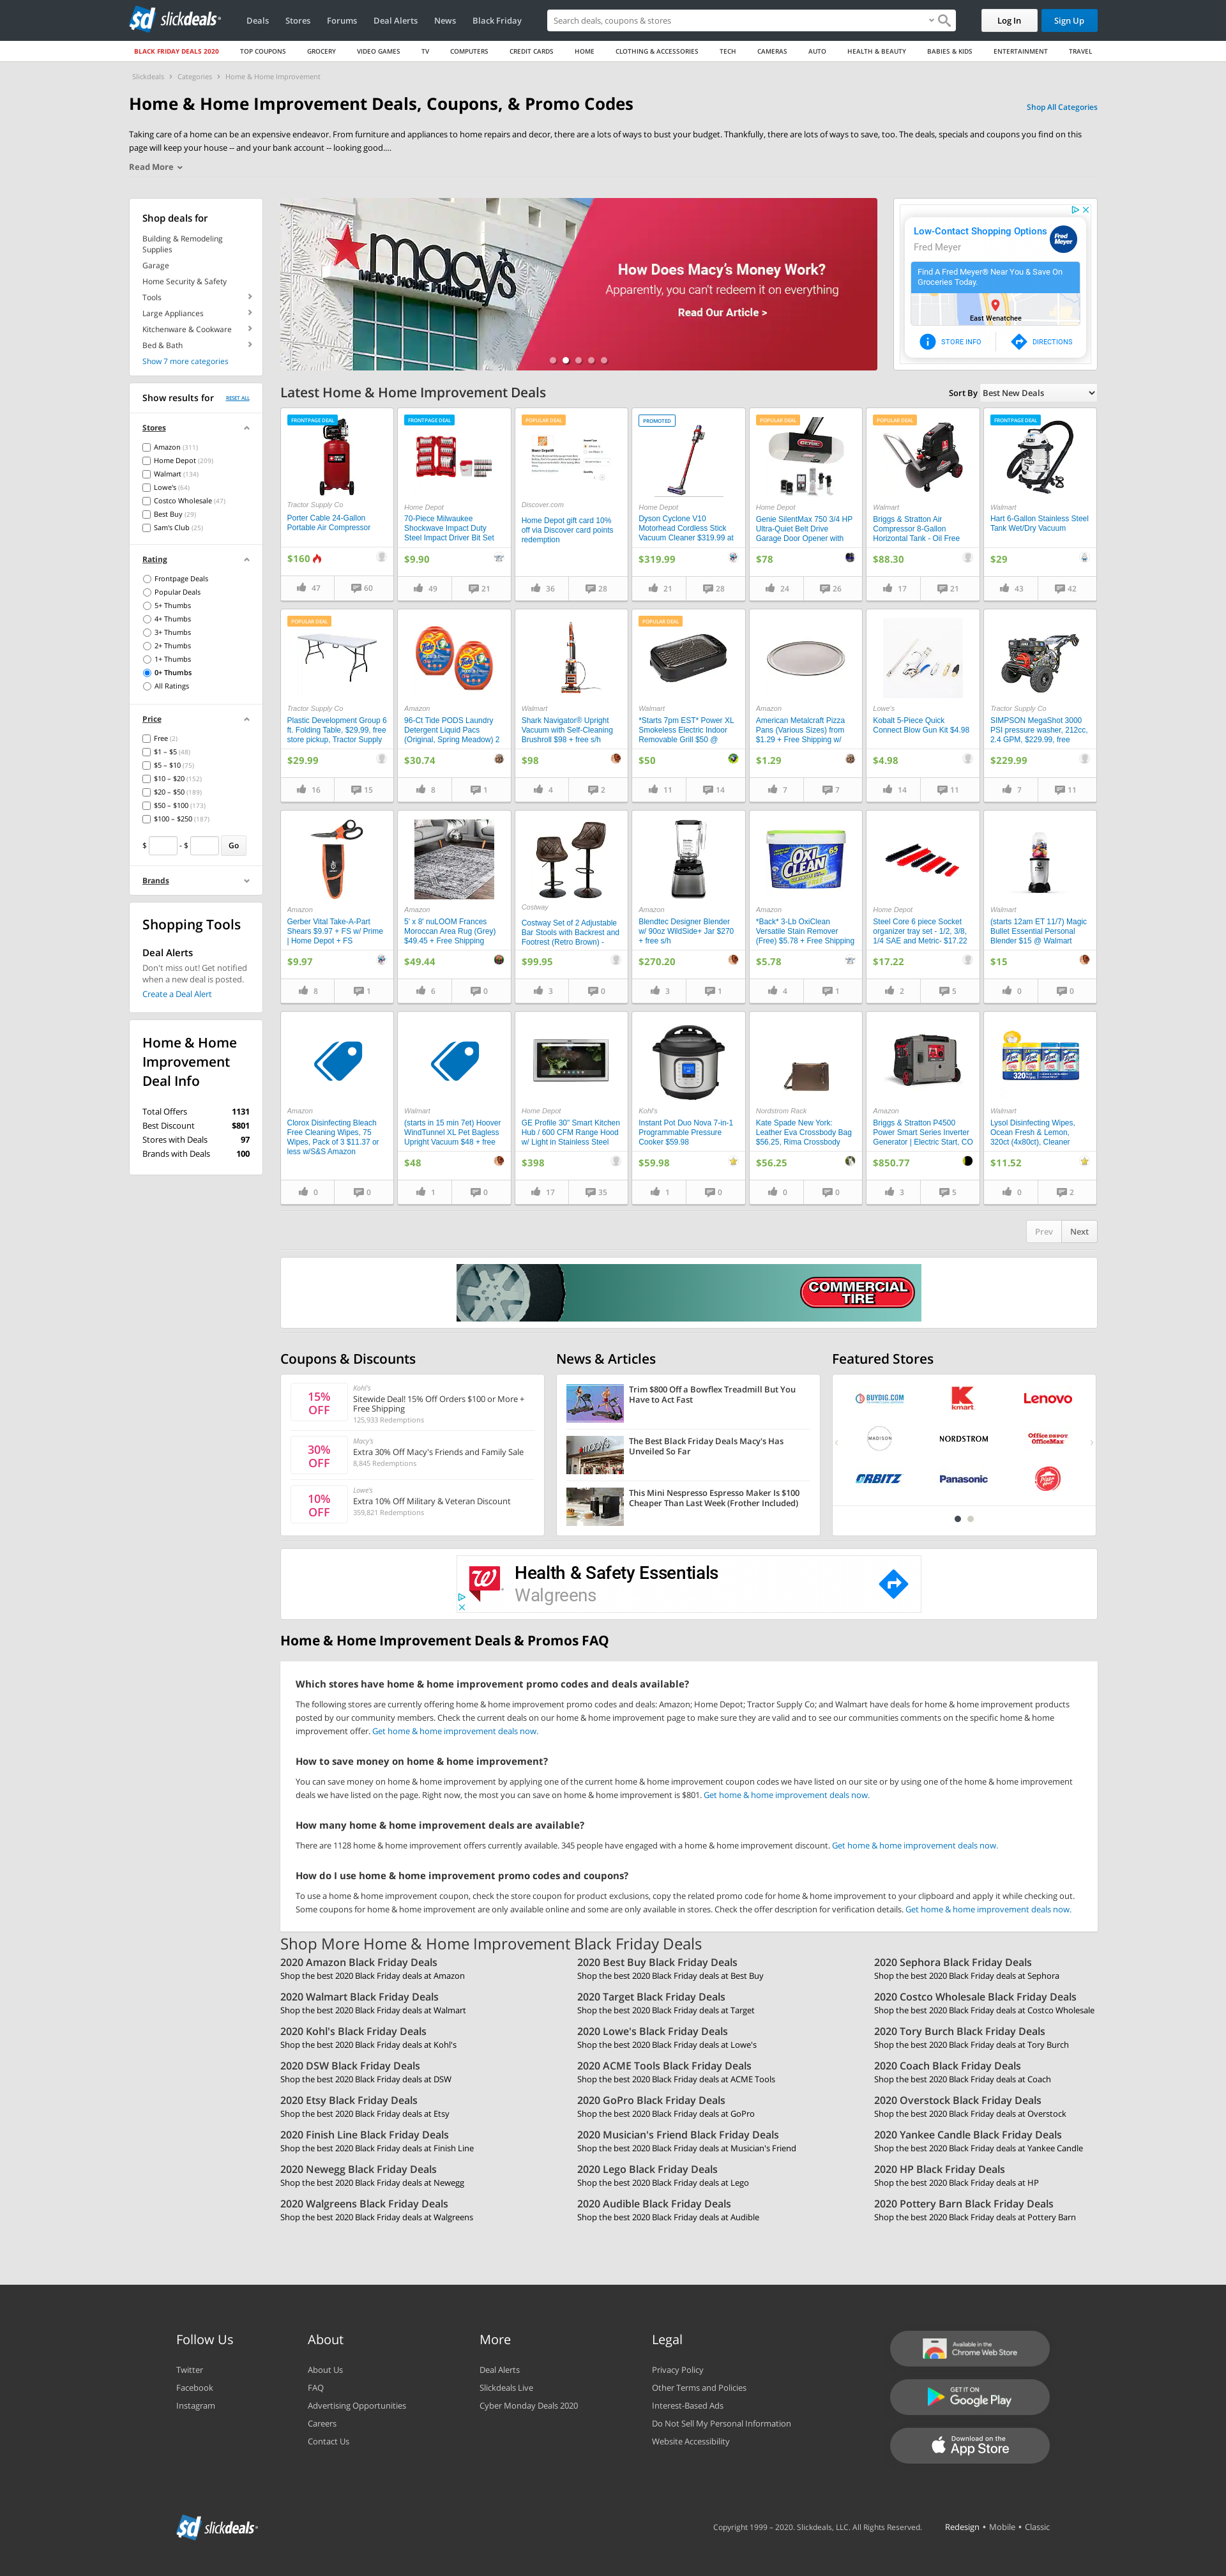 slickdeals
Deals
Stores
Forums
Deal Alerts
News
Black Friday
Search deals, coupons & stores
Log In
Sign Up
BLACK FRIDAY DEALS 2020
TOP COUPONS
GROCERY
VIDEO GAMES
TV
COMPUTERS
CREDIT CARDS
HOME
CLOTHING & ACCESSORIES
TECH
CAMERAS
AUTO
HEALTH & BEAUTY
BABIES & KIDS
ENTERTAINMENT
TRAVEL
Slickdeals › Categories › Home & Home Improvement
Home & Home Improvement Deals, Coupons, & Promo Codes
Shop All Categories
Taking care of a home can be an expensive endeavor. From furniture and appliances to home repairs and decor, there are a lots of ways to bust your budget. Thankfully, there are lots of ways to save, too. The deals, specials and coupons you find on
this page will keep your house -- and your bank account -- looking good....
Read More
Shop deals for
Building & Remodeling
Supplies
Garage
Home Security & Safety
Tools
Large Appliances
Kitchenware & Cookware
Bed & Bath
Show 7 more categories
macy's
MEN'S HOME FURNITURE
How Does Macy's Money Work?
Apparently, you can't redeem it on everything
Read Our Article >
Low-Contact Shopping Options
Fred Meyer
Find A Fred Meyer® Near You & Save On
Groceries Today.
East Wenatchee
STORE INFO
DIRECTIONS
Show results for
RESET ALL
Stores
Amazon (311)
Home Depot (209)
Walmart (134)
Lowe's (64)
Costco Wholesale (47)
Best Buy (29)
Sam's Club (25)
Rating
Frontpage Deals
Popular Deals
5+ Thumbs
4+ Thumbs
3+ Thumbs
2+ Thumbs
1+ Thumbs
0+ Thumbs
All Ratings
Price
Free (2)
$1 – $5 (48)
$5 – $10 (75)
$10 – $20 (152)
$20 – $50 (189)
$50 – $100 (173)
$100 – $250 (187)
$ - $ Go
Brands
Shopping Tools
Deal Alerts
Don't miss out! Get notified
when a new deal is posted.
Create a Deal Alert
Home & Home
Improvement
Deal Info
Total Offers 1131
Best Discount $801
Stores with Deals 97
Brands with Deals 100
Latest Home & Home Improvement Deals
Sort By Best New Deals
FRONTPAGE DEAL
Tractor Supply Co
Porter Cable 24-Gallon
Portable Air Compressor
$160
47 60
FRONTPAGE DEAL
Home Depot
70-Piece Milwaukee
Shockwave Impact Duty
Steel Impact Driver Bit Set
$9.90
49 21
POPULAR DEAL
Discover.com
Home Depot gift card 10%
off via Discover card points
redemption
36 28
PROMOTED
Home Depot
Dyson Cyclone V10
Motorhead Cordless Stick
Vacuum Cleaner $319.99 at
$319.99
21 28
POPULAR DEAL
Home Depot
Genie SilentMax 750 3/4 HP
Ultra-Quiet Belt Drive
Garage Door Opener with
$78
24 26
POPULAR DEAL
Walmart
Briggs & Stratton Air
Compressor 8-Gallon
Horizontal Tank - Oil Free
$88.30
17 21
FRONTPAGE DEAL
Walmart
Hart 6-Gallon Stainless Steel
Tank Wet/Dry Vacuum
$29
43 42
POPULAR DEAL
Tractor Supply Co
Plastic Development Group 6
ft. Folding Table, $29,99, free
store pickup, Tractor Supply
$29.99
16 15
Amazon
96-Ct Tide PODS Laundry
Detergent Liquid Pacs
(Original, Spring Meadow) 2
$30.74
8 1
Walmart
Shark Navigator® Upright
Vacuum with Self-Cleaning
Brushroll $98 + free s/h
$98
4 2
POPULAR DEAL
Walmart
*Starts 7pm EST* Power XL
Smokeless Electric Indoor
Removable Grill $50 @
$50
11 14
Amazon
American Metalcraft Pizza
Pans (Various Sizes) from
$1.29 + Free Shipping w/
$1.29
7 7
Lowe's
Kobalt 5-Piece Quick
Connect Blow Gun Kit $4.98
$4.98
14 11
Tractor Supply Co
SIMPSON MegaShot 3000
PSI pressure washer, 212cc,
2.4 GPM, $229.99, free
$229.99
7 11
Amazon
Gerber Vital Take-A-Part
Shears $9.97 + FS w/ Prime
| Home Depot + FS
$9.97
8 1
Amazon
5' x 8' nuLOOM Frances
Moroccan Area Rug (Grey)
$49.45 + Free Shipping
$49.44
6 0
Costway
Costway Set of 2 Adjustable
Bar Stools with Backrest and
Footrest (Retro Brown) -
$99.95
3 0
Amazon
Blendtec Designer Blender
w/ 90oz WildSide+ Jar $270
+ free s/h
$270.20
3 1
OXI CLEAN
65
Amazon
*Back* 3-Lb OxiClean
Versatile Stain Remover
(Free) $5.78 + Free Shipping
$5.78
4 1
Home Depot
Steel Core 6 piece Socket
organizer tray set - 1/2, 3/8,
1/4 SAE and Metric- $17.22
$17.22
2 5
Walmart
(starts 12am ET 11/7) Magic
Bullet Essential Personal
Blender $15 @ Walmart
$15
0 0
Amazon
Clorox Disinfecting Bleach
Free Cleaning Wipes, 75
Wipes, Pack of 3 $11.37 or
less w/S&S Amazon
0 0
Walmart
(starts in 15 min 7et) Hoover
WindTunnel XL Pet Bagless
Upright Vacuum $48 + free
$48
1 0
Home Depot
GE Profile 30" Smart Kitchen
Hub / 600 CFM Range Hood
w/ Light in Stainless Steel
$398
17 35
Kohl's
Instant Pot Duo Nova 7-in-1
Programmable Pressure
Cooker $59.98
$59.98
1 0
Nordstrom Rack
Kate Spade New York:
Leather Eva Crossbody Bag
$56.25, Rima Crossbody
$56.25
0 0
Amazon
Briggs & Stratton P4500
Power Smart Series Inverter
Generator | Electric Start, CO
$850.77
3 5
320
Walmart
Lysol Disinfecting Wipes,
Ocean Fresh & Lemon,
320ct (4x80ct), Cleaner
$11.52
0 2
Prev
Next
COMMERCIAL
TIRE
Coupons & Discounts
15%
OFF
Kohl's
Sitewide Deal! 15% Off Orders $100 or More +
Free Shipping
125,933 Redemptions
30%
OFF
Macy's
Extra 30% Off Macy's Friends and Family Sale
8,845 Redemptions
10%
OFF
Lowe's
Extra 10% Off Military & Veteran Discount
359,821 Redemptions
News & Articles
Trim $800 Off a Bowflex Treadmill But You
Have to Act Fast
The Best Black Friday Deals Macy's Has
Unveiled So Far
This Mini Nespresso Espresso Maker Is $100
Cheaper Than Last Week (Frother Included)
Featured Stores
BUYDIG.COM
kmart
Lenovo
MADISON
NORDSTROM
Office DEPOT
OfficeMax
ORBITZ
Panasonic
Health & Safety Essentials
Walgreens
Home & Home Improvement Deals & Promos FAQ
Which stores have home & home improvement promo codes and deals available?
The following stores are currently offering home & home improvement promo codes and deals: Amazon; Home Depot; Tractor Supply Co; and Walmart have deals for home & home improvement products
posted by our community members. Check the current deals on our home & home improvement page to make sure they are valid and to see our communities comments on the specific home & home
improvement offer. Get home & home improvement deals now.
How to save money on home & home improvement?
You can save money on home & home improvement by applying one of the current home & home improvement coupon codes we have listed on our site or by using one of the home & home improvement
deals we have listed on the page. Right now, the most you can save on home & home improvement is $801. Get home & home improvement deals now.
How many home & home improvement deals are available?
There are 1128 home & home improvement offers currently available. 345 people have engaged with a home & home improvement discount. Get home & home improvement deals now.
How do I use home & home improvement promo codes and coupons?
To use a home & home improvement coupon, check the store coupon for product exclusions, copy the related promo code for home & home improvement to your clipboard and apply it while checking out.
Some coupons for home & home improvement are only available online and some are only available in stores. Check the offer description for verification details. Get home & home improvement deals now.
Shop More Home & Home Improvement Black Friday Deals
2020 Amazon Black Friday Deals
Shop the best 2020 Black Friday deals at Amazon
2020 Best Buy Black Friday Deals
Shop the best 2020 Black Friday deals at Best Buy
2020 Sephora Black Friday Deals
Shop the best 2020 Black Friday deals at Sephora
2020 Walmart Black Friday Deals
Shop the best 2020 Black Friday deals at Walmart
2020 Target Black Friday Deals
Shop the best 2020 Black Friday deals at Target
2020 Costco Wholesale Black Friday Deals
Shop the best 2020 Black Friday deals at Costco Wholesale
2020 Kohl's Black Friday Deals
Shop the best 2020 Black Friday deals at Kohl's
2020 Lowe's Black Friday Deals
Shop the best 2020 Black Friday deals at Lowe's
2020 Tory Burch Black Friday Deals
Shop the best 2020 Black Friday deals at Tory Burch
2020 DSW Black Friday Deals
Shop the best 2020 Black Friday deals at DSW
2020 ACME Tools Black Friday Deals
Shop the best 2020 Black Friday deals at ACME Tools
2020 Coach Black Friday Deals
Shop the best 2020 Black Friday deals at Coach
2020 Etsy Black Friday Deals
Shop the best 2020 Black Friday deals at Etsy
2020 GoPro Black Friday Deals
Shop the best 2020 Black Friday deals at GoPro
2020 Overstock Black Friday Deals
Shop the best 2020 Black Friday deals at Overstock
2020 Finish Line Black Friday Deals
Shop the best 2020 Black Friday deals at Finish Line
2020 Musician's Friend Black Friday Deals
Shop the best 2020 Black Friday deals at Musician's Friend
2020 Yankee Candle Black Friday Deals
Shop the best 2020 Black Friday deals at Yankee Candle
2020 Newegg Black Friday Deals
Shop the best 2020 Black Friday deals at Newegg
2020 Lego Black Friday Deals
Shop the best 2020 Black Friday deals at Lego
2020 HP Black Friday Deals
Shop the best 2020 Black Friday deals at HP
2020 Walgreens Black Friday Deals
Shop the best 2020 Black Friday deals at Walgreens
2020 Audible Black Friday Deals
Shop the best 2020 Black Friday deals at Audible
2020 Pottery Barn Black Friday Deals
Shop the best 2020 Black Friday deals at Pottery Barn
Follow Us
Twitter
Facebook
Instagram
About
About Us
FAQ
Advertising Opportunities
Careers
Contact Us
More
Deal Alerts
Slickdeals Live
Cyber Monday Deals 2020
Legal
Privacy Policy
Other Terms and Policies
Interest-Based Ads
Do Not Sell My Personal Information
Website Accessibility
Available in the
Chrome Web Store
GET IT ON
Google Play
Download on the
App Store
slickdeals
Copyright 1999 – 2020. Slickdeals, LLC. All Rights Reserved.
Redesign • Mobile • Classic